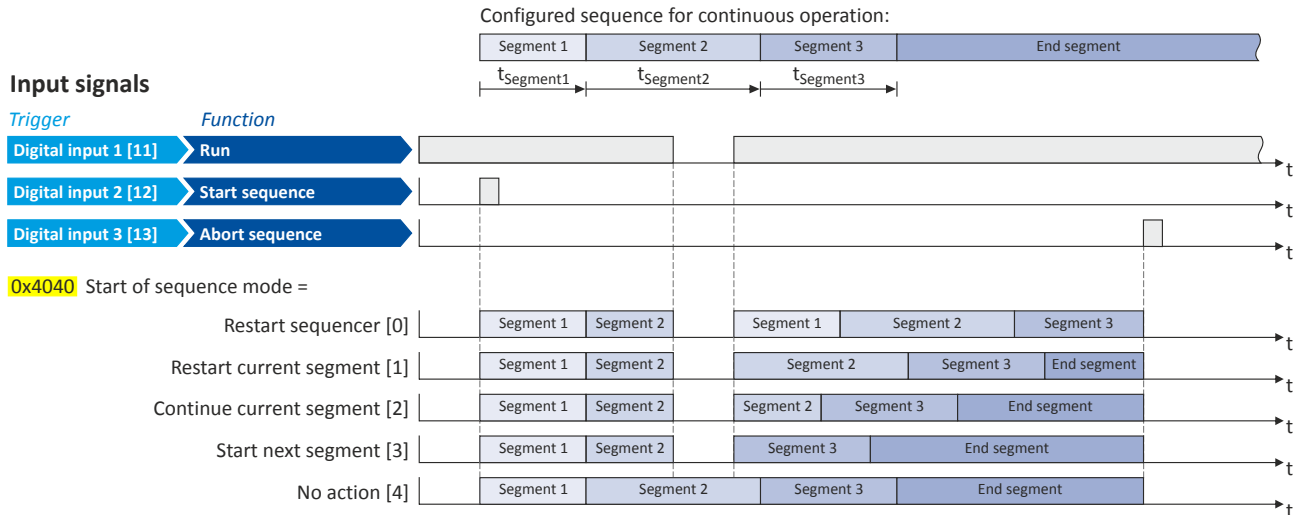 Configured sequence for continuous operation:
Segment 1 Segment 2 Segment 3 End segment
tSegment1 tSegment2 tSegment3
Input signals
Trigger Function
Digital input 1 [11] Run
t
Digital input 2 [12] Start sequence
t
Digital input 3 [13] Abort sequence
t
0x4040 Start of sequence mode =
Restart sequencer [0] Segment 1 Segment 2 Segment 1 Segment 2 Segment 3
t
Restart current segment [1] Segment 1 Segment 2 Segment 2 Segment 3 End segment
t
Continue current segment [2] Segment 1 Segment 2 Segment 2 Segment 3 End segment
t
Start next segment [3] Segment 1 Segment 2 Segment 3 End segment
t
No action [4] Segment 1 Segment 2 Segment 3 End segment
t